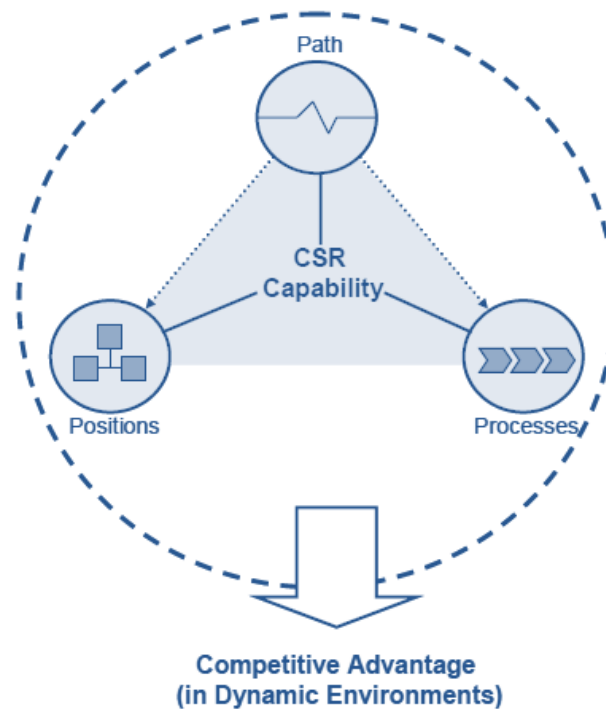 Path
CSR
Capability
Positions
Processes
Competitive Advantage
(in Dynamic Environments)